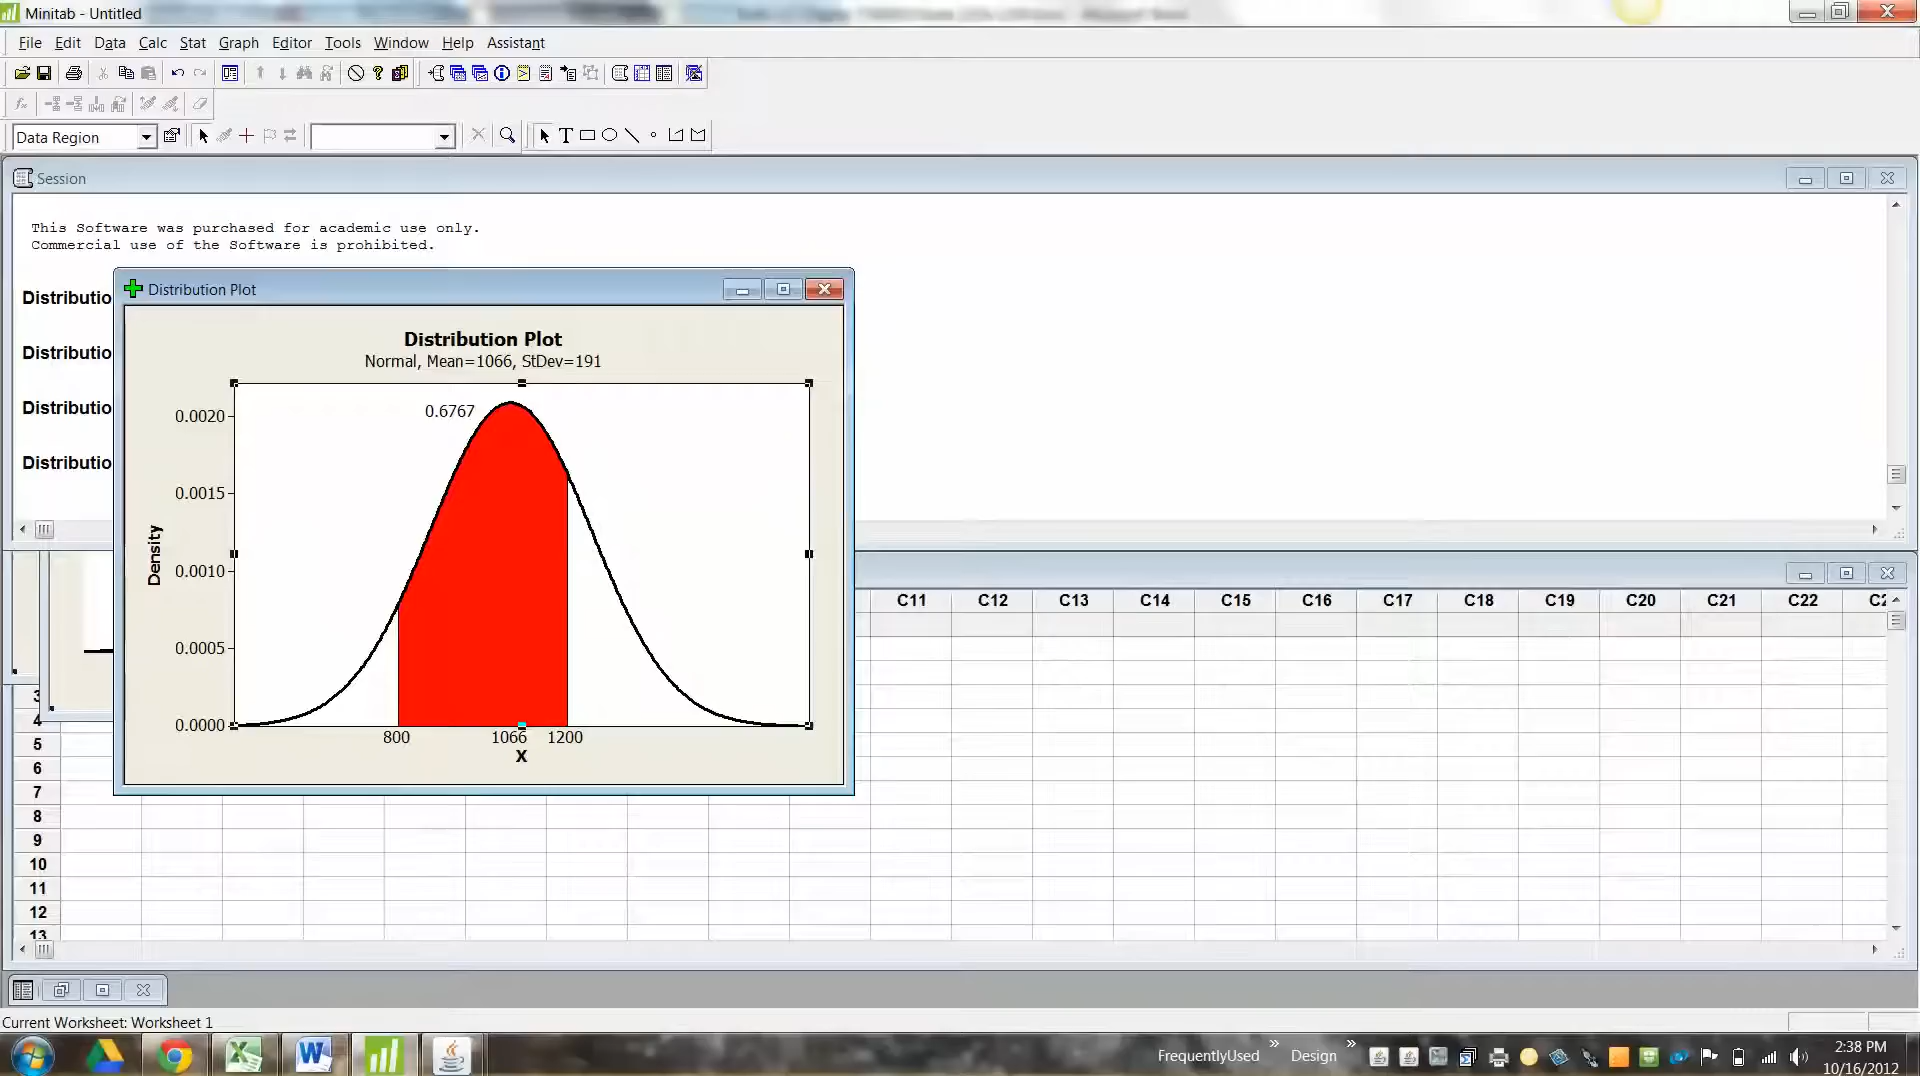 Minitab - Untitled
File Edit Data Calc Stat Graph Editor Tools Window Help Assistant
Data Region
Session
This Software was purchased for academic use only.
Commercial use of the Software is prohibited.
Distributio
Distributio
Distributio
Distributio
Distribution Plot
Distribution Plot
Normal, Mean=1066, StDev=191
0.6767
0.0020
0.0015
0.0010
0.0005
0.0000
Density
800 1066 1200
X
C11 C12 C13 C14 C15 C16 C17 C18 C19 C20 C21 C22
3
4
5
6
7
8
9
10
11
12
13
Current Worksheet: Worksheet 1
FrequentlyUsed » Design »
2:38 PM
10/16/2012